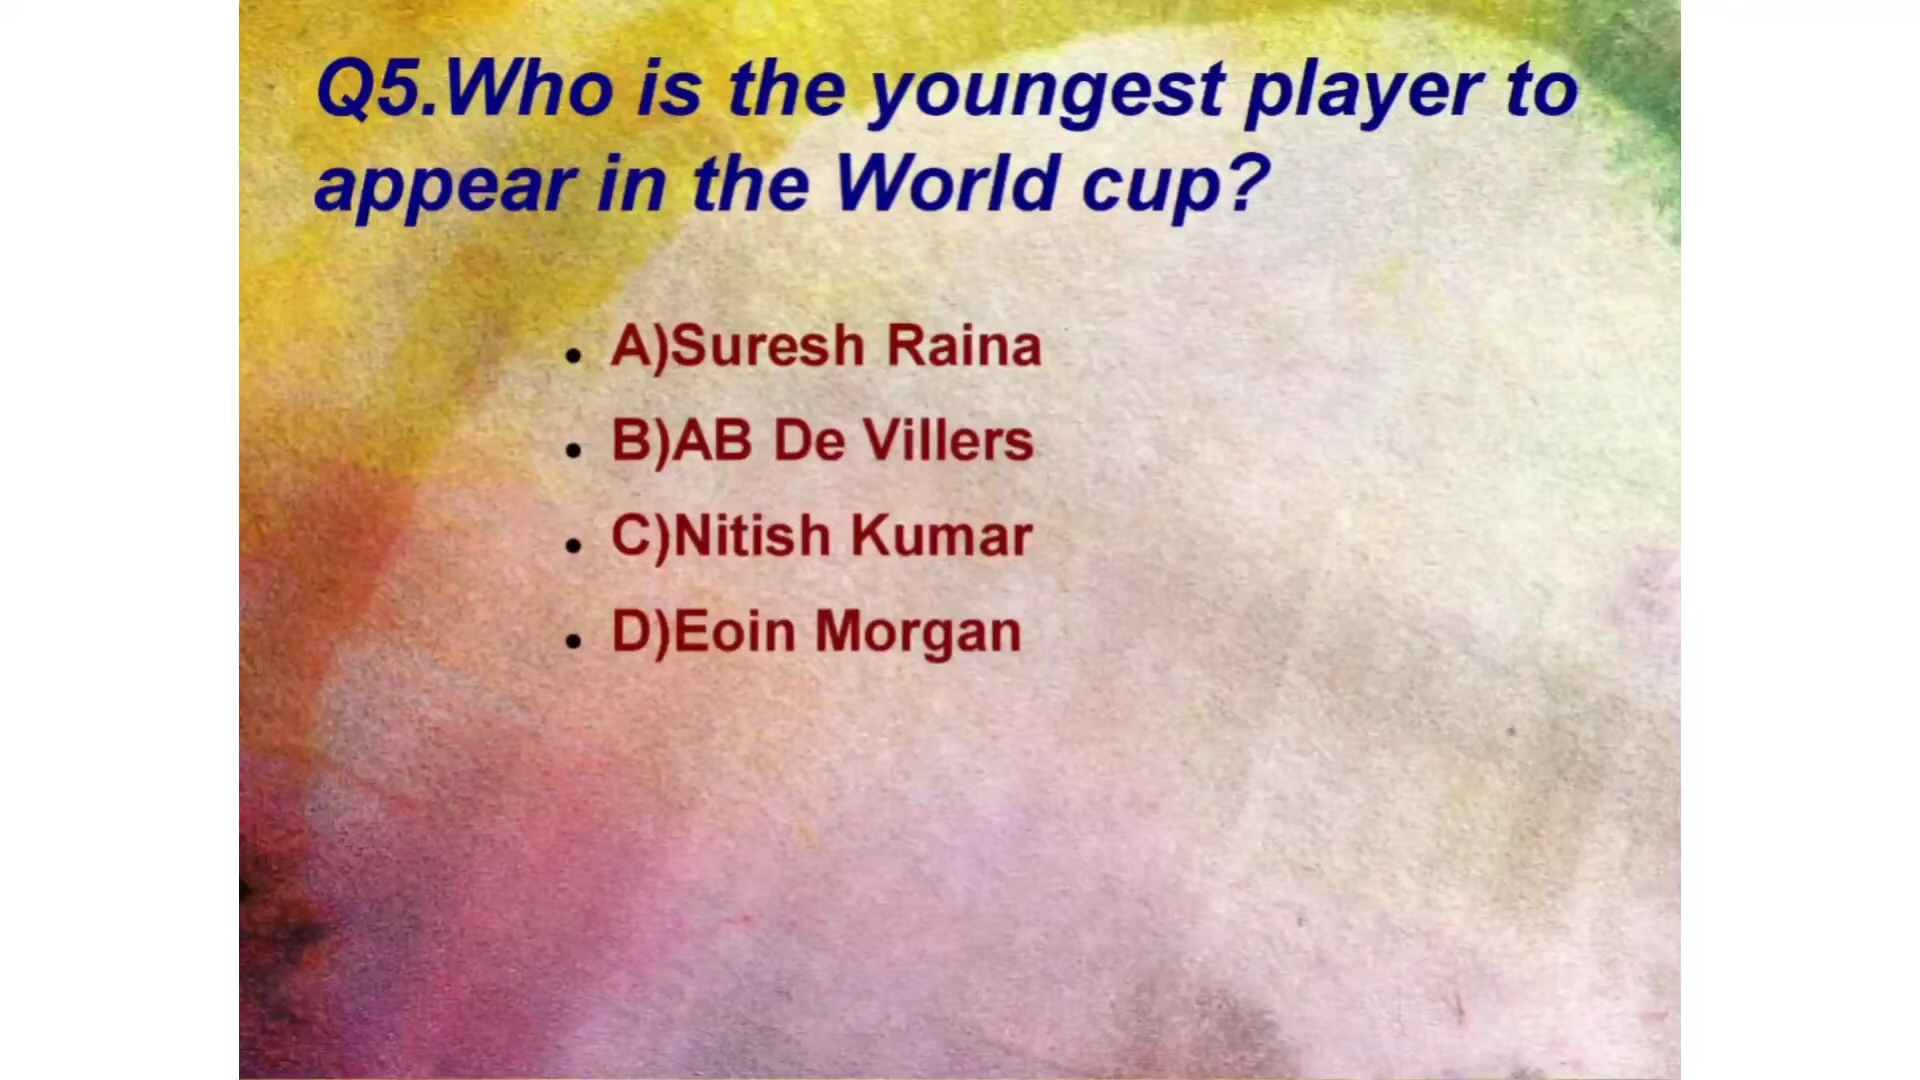 Q5.Who is the youngest player to
appear in the World cup?
• A)Suresh Raina
• B)AB De Villers
• C)Nitish Kumar
• D)Eoin Morgan